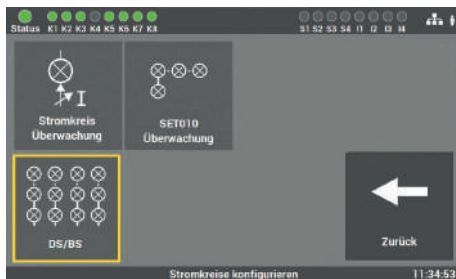 Status K1 K2 K3 K4 K5 K6 K7 K8 S1 S2 S3 S4 I1 I2 I3 I4
I
Stromkreis
Überwachung
SET010
Überwachung
DS/BS
Zurück
Stromkreise konfigurieren 11:34:53